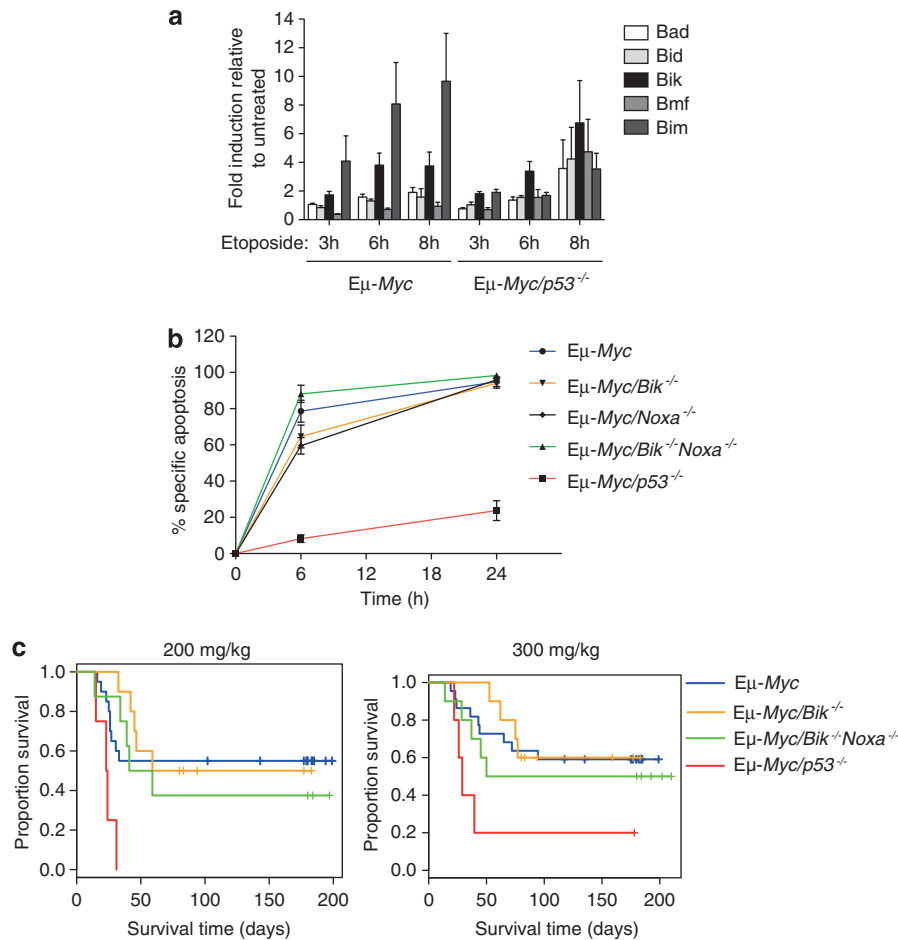 a
Fold induction relative
to untreated
14
12
10
8
6
4
2
0
Bad
Bid
Bik
Bmf
Bim
Etoposide: 3h 6h 8h 3h 6h 8h
Eμ-Myc Eμ-Myc/p53-/-
b
% specific apoptosis
120
100
80
60
40
20
0
0 6 12 18 24
Time (h)
Eμ-Myc
Eμ-Myc/Bik-/-
Eμ-Myc/Noxa-/-
Eμ-Myc/Bik-/-Noxa-/-
Eμ-Myc/p53-/-
c
200 mg/kg
Proportion survival
1.0
0.8
0.6
0.4
0.2
0.0
0 50 100 150 200
Survival time (days)
300 mg/kg
Proportion survival
1.0
0.8
0.6
0.4
0.2
0.0
0 50 100 150 200
Survival time (days)
Eμ-Myc
Eμ-Myc/Bik-/-
Eμ-Myc/Bik-/-Noxa-/-
Eμ-Myc/p53-/-